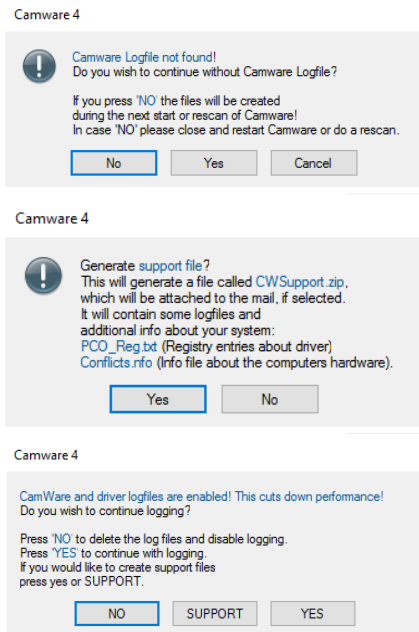 Camware 4
Camware Logfile not found!
Do you wish to continue without Camware Logfile?
If you press 'NO' the files will be created
during the next start or rescan of Camware!
In case 'NO' please close and restart Camware or do a rescan.
No Yes Cancel
Camware 4
Generate support file?
This will generate a file called CWSupport.zip,
which will be attached to the mail, if selected.
It will contain some logfiles and
additional info about your system:
PCO_Reg.txt (Registry entries about driver)
Conflicts.nfo (Info file about the computers hardware).
Yes No
Camware 4
CamWare and driver logfiles are enabled! This cuts down performance!
Do you wish to continue logging?
Press 'NO' to delete the log files and disable logging.
Press 'YES' to continue with logging.
If you would like to create support files
press yes or SUPPORT.
NO SUPPORT YES